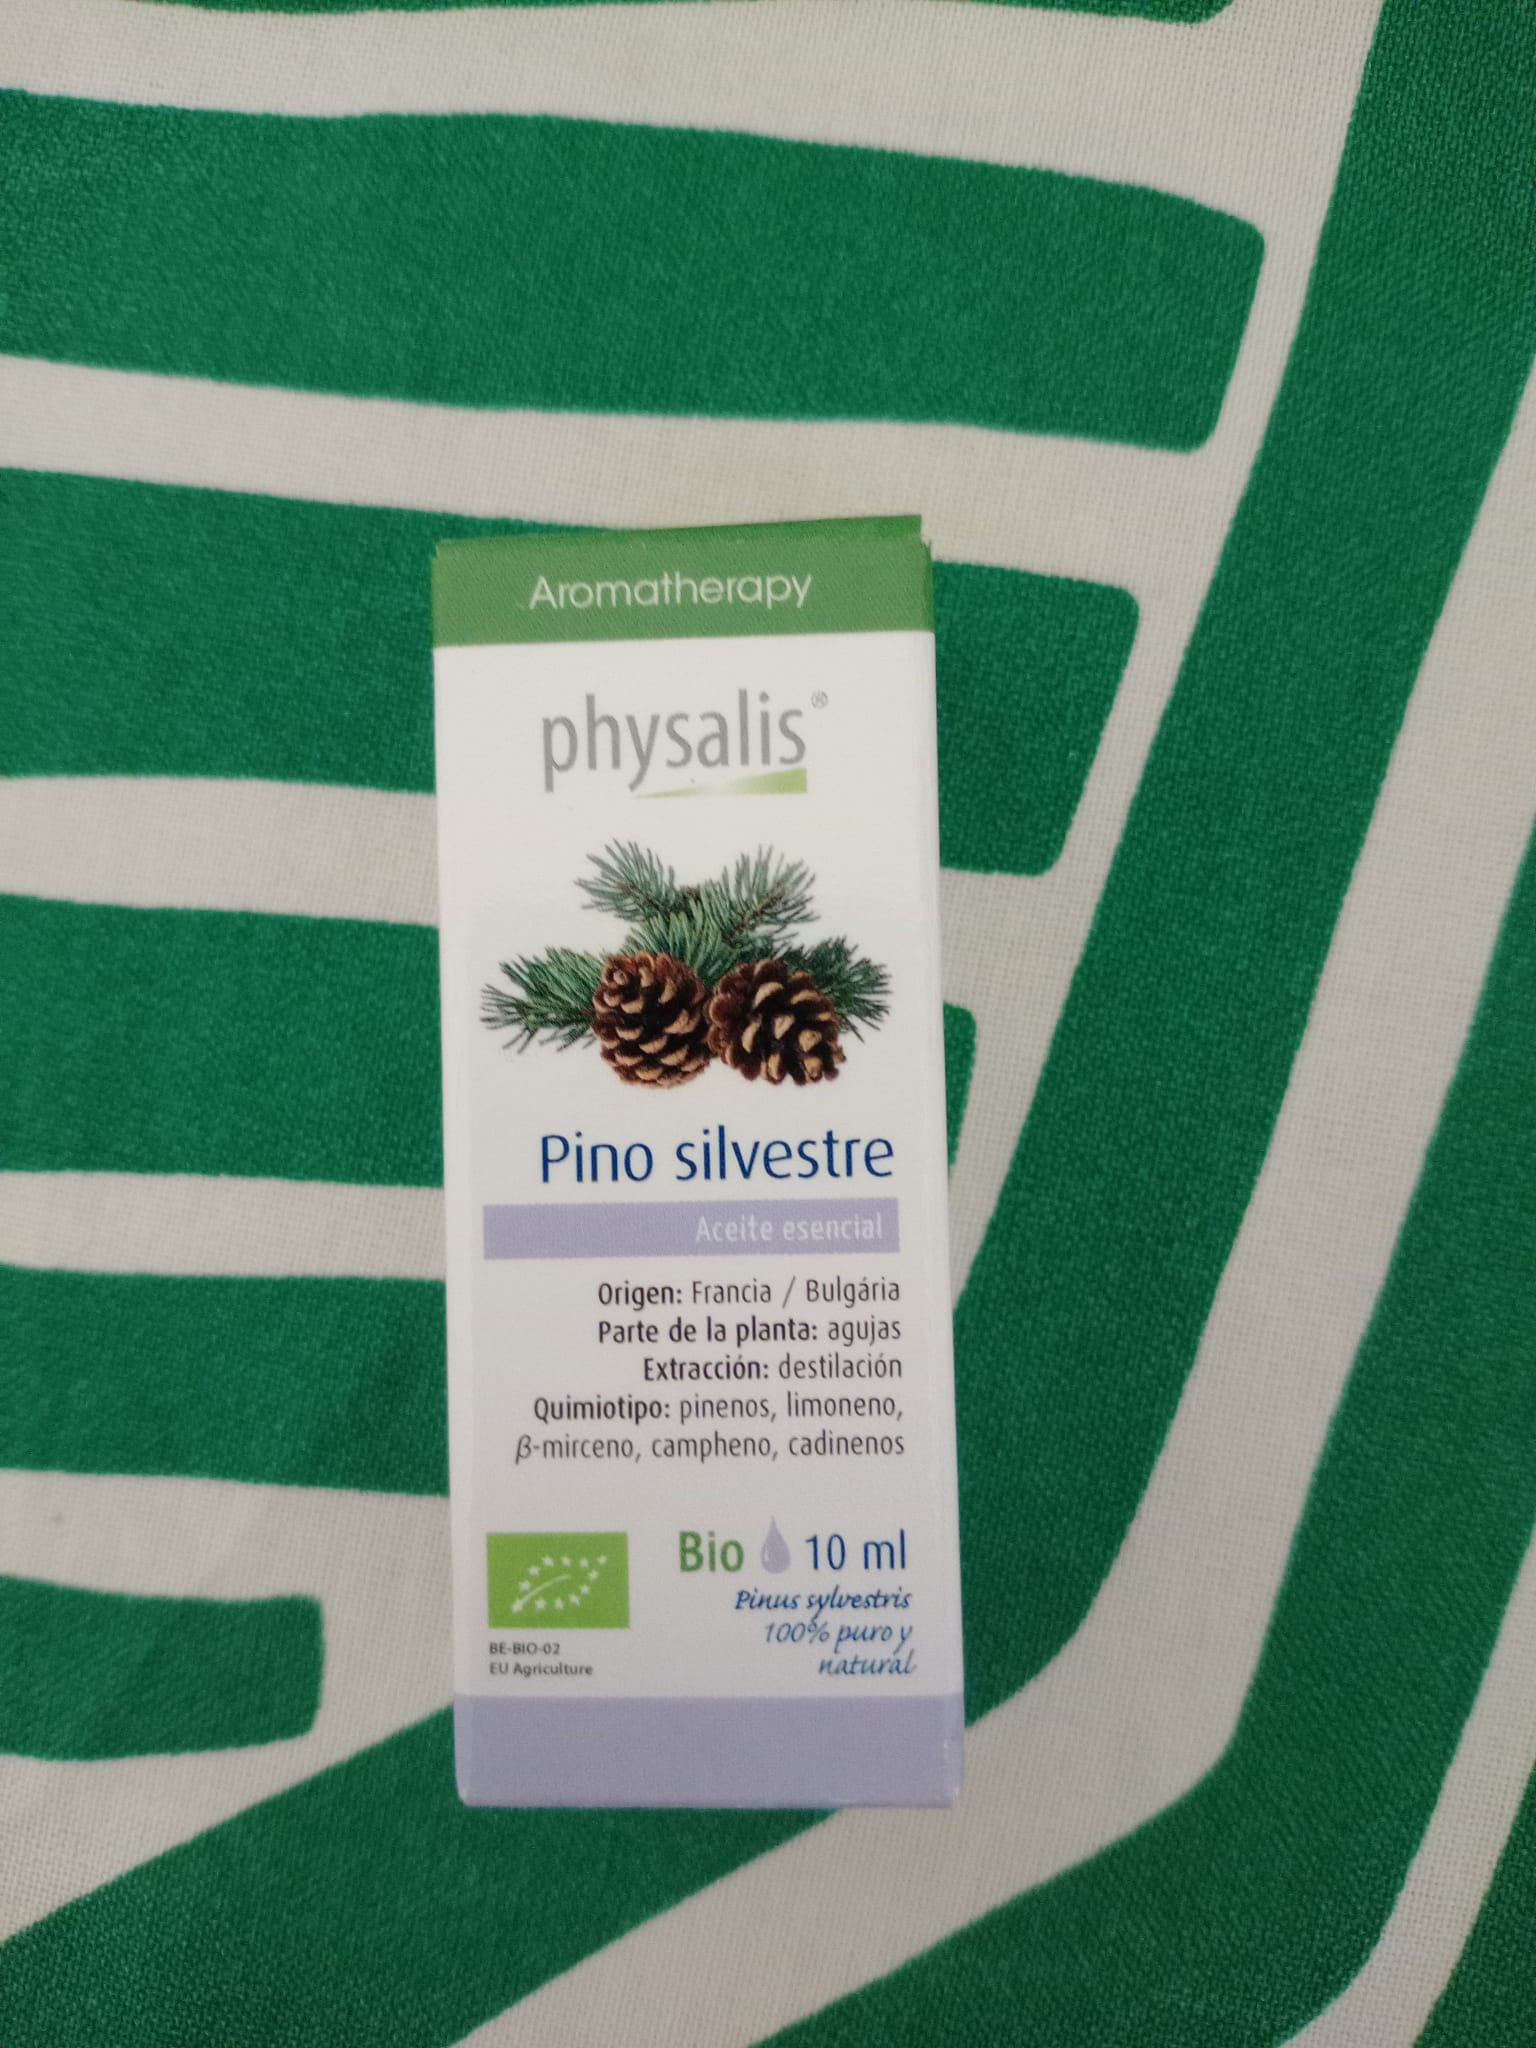 Aromatherapy
physalis®
Pino silvestre
Aceite esencial
Origen: Francia / Bulgária
Parte de la planta: agujas
Extracción: destilación
Quimiotipo: pinenos, limoneno,
β-mirceno, campheno, cadinenos
Bio 10 ml
Pinus sylvestris
100% puro y
natural
BE-BIO-02
EU Agriculture